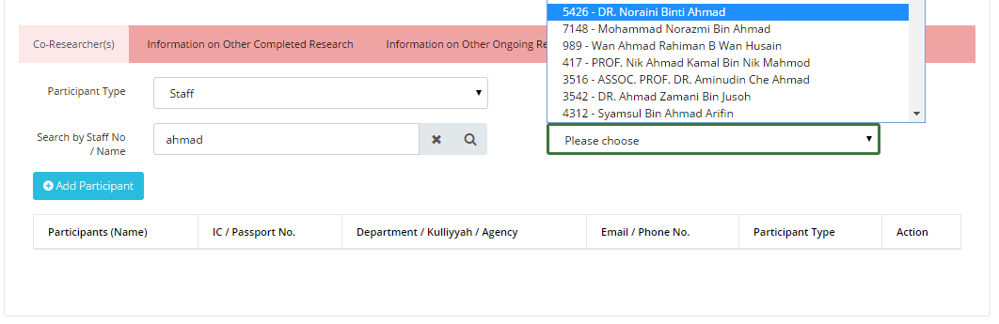 5426 - DR. Noraini Binti Ahmad
7148 - Mohammad Norazmi Bin Ahmad
989 - Wan Ahmad Rahiman B Wan Husain
417 - PROF. Nik Ahmad Kamal Bin Nik Mahmod
3516 - ASSOC. PROF. DR. Aminudin Che Ahmad
3542 - DR. Ahmad Zamani Bin Jusoh
4312 - Syamsul Bin Ahmad Arifin
Co-Researcher(s) Information on Other Completed Research Information on Other Ongoing Re
Participant Type Staff
Search by Staff No / Name ahmad Please choose
Add Participant
Participants (Name) IC / Passport No. Department / Kulliyyah / Agency Email / Phone No. Participant Type Action